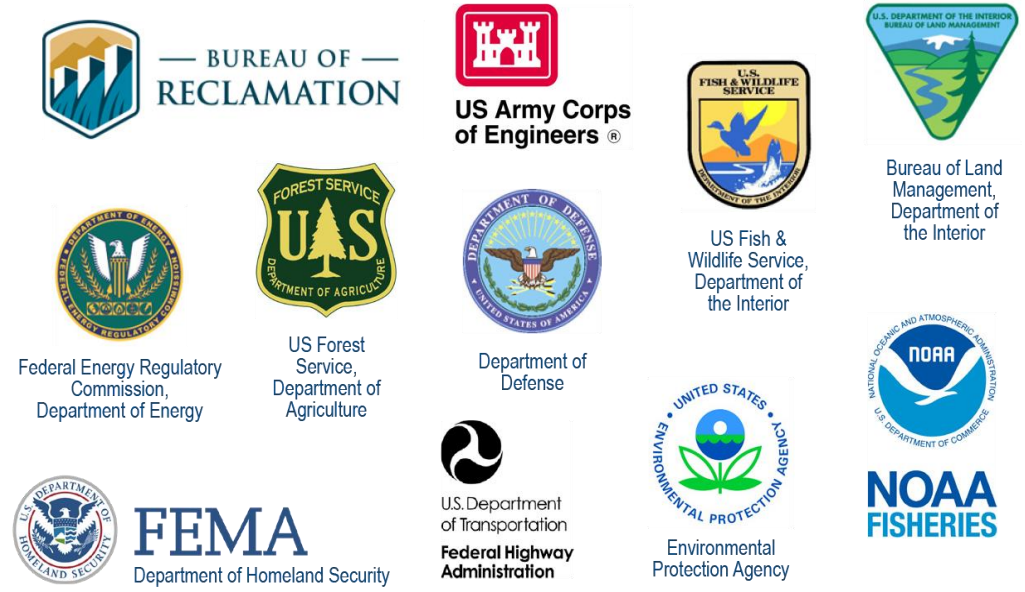 BUREAU OF
RECLAMATION
US Army Corps
of Engineers ®
U.S.
FISH & WILDLIFE
SERVICE
DEPARTMENT OF THE INTERIOR
US Fish &
Wildlife Service,
Department of
the Interior
U.S. DEPARTMENT OF THE INTERIOR
BUREAU OF LAND MANAGEMENT
Bureau of Land
Management,
Department of
the Interior
DEPARTMENT OF ENERGY
FEDERAL ENERGY REGULATORY COMMISSION
Federal Energy Regulatory
Commission,
Department of Energy
FOREST SERVICE
U S
DEPARTMENT OF AGRICULTURE
US Forest
Service,
Department of
Agriculture
DEPARTMENT OF DEFENSE
UNITED STATES OF AMERICA
Department of
Defense
NATIONAL OCEANIC AND ATMOSPHERIC ADMINISTRATION
NOAA
U.S. DEPARTMENT OF COMMERCE
NOAA
FISHERIES
U.S. DEPARTMENT OF
HOMELAND SECURITY
FEMA
Department of Homeland Security
U.S. Department
of Transportation
Federal Highway
Administration
UNITED STATES
ENVIRONMENTAL PROTECTION AGENCY
Environmental
Protection Agency